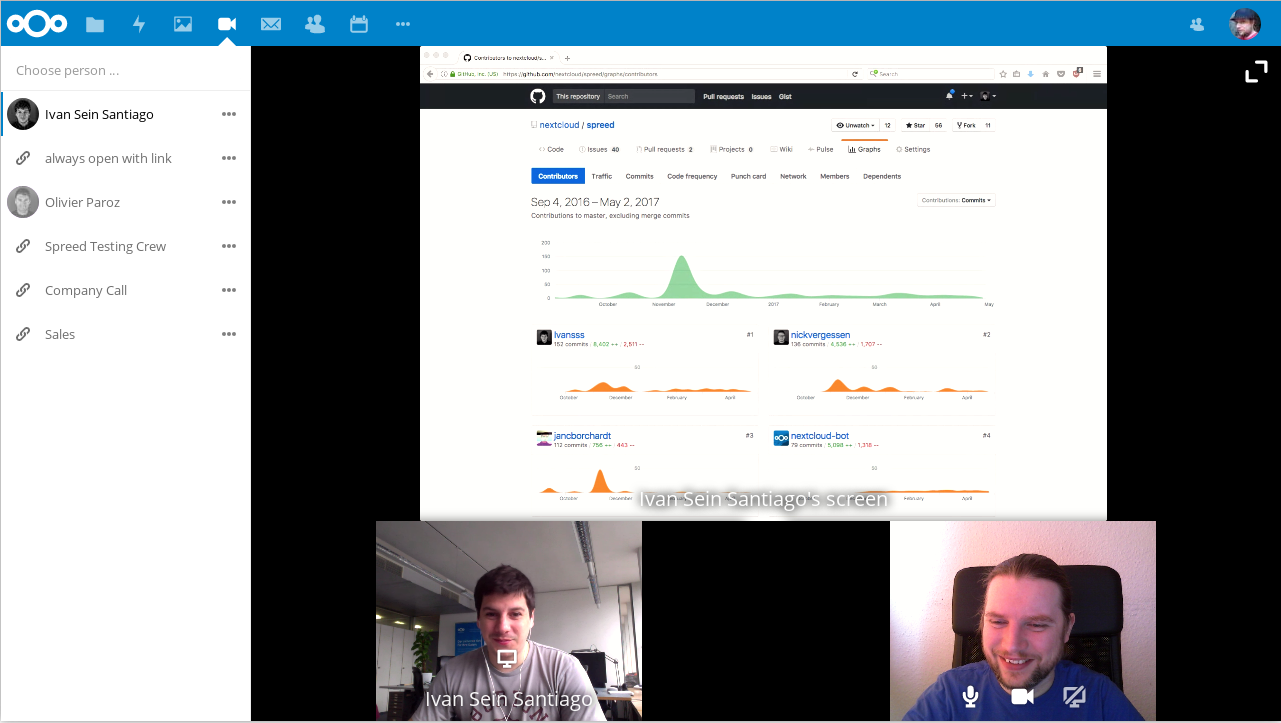 Choose person ...
Ivan Sein Santiago
always open with link
Olivier Paroz
Spreed Testing Crew
Company Call
Sales
Contributors to nextcloud/s...
GitHub, Inc. (US) https://github.com/nextcloud/spreed/graphs/contributors
Search
This repository Search Pull requests Issues Gist
nextcloud / spreed
Unwatch 12 Star 56 Fork 11
Code Issues 40 Pull requests 2 Projects 0 Wiki Pulse Graphs Settings
Contributors Traffic Commits Code frequency Punch card Network Members Dependents
Sep 4, 2016 – May 2, 2017
Contributions: Commits
Contributions to master, excluding merge commits
200
150
100
50
0
October November December 2017 February March April May
Ivansss #1
152 commits / 8,402 ++ / 2,511 --
50
October December February April
nickvergessen #2
136 commits / 4,536 ++ / 1,707 --
50
October December February April
jancborchardt #3
112 commits / 756 ++ / 443 --
50
October December
nextcloud-bot #4
79 commits / 5,098 ++ / 1,318 --
50
February April
Ivan Sein Santiago's screen
Ivan Sein Santiago